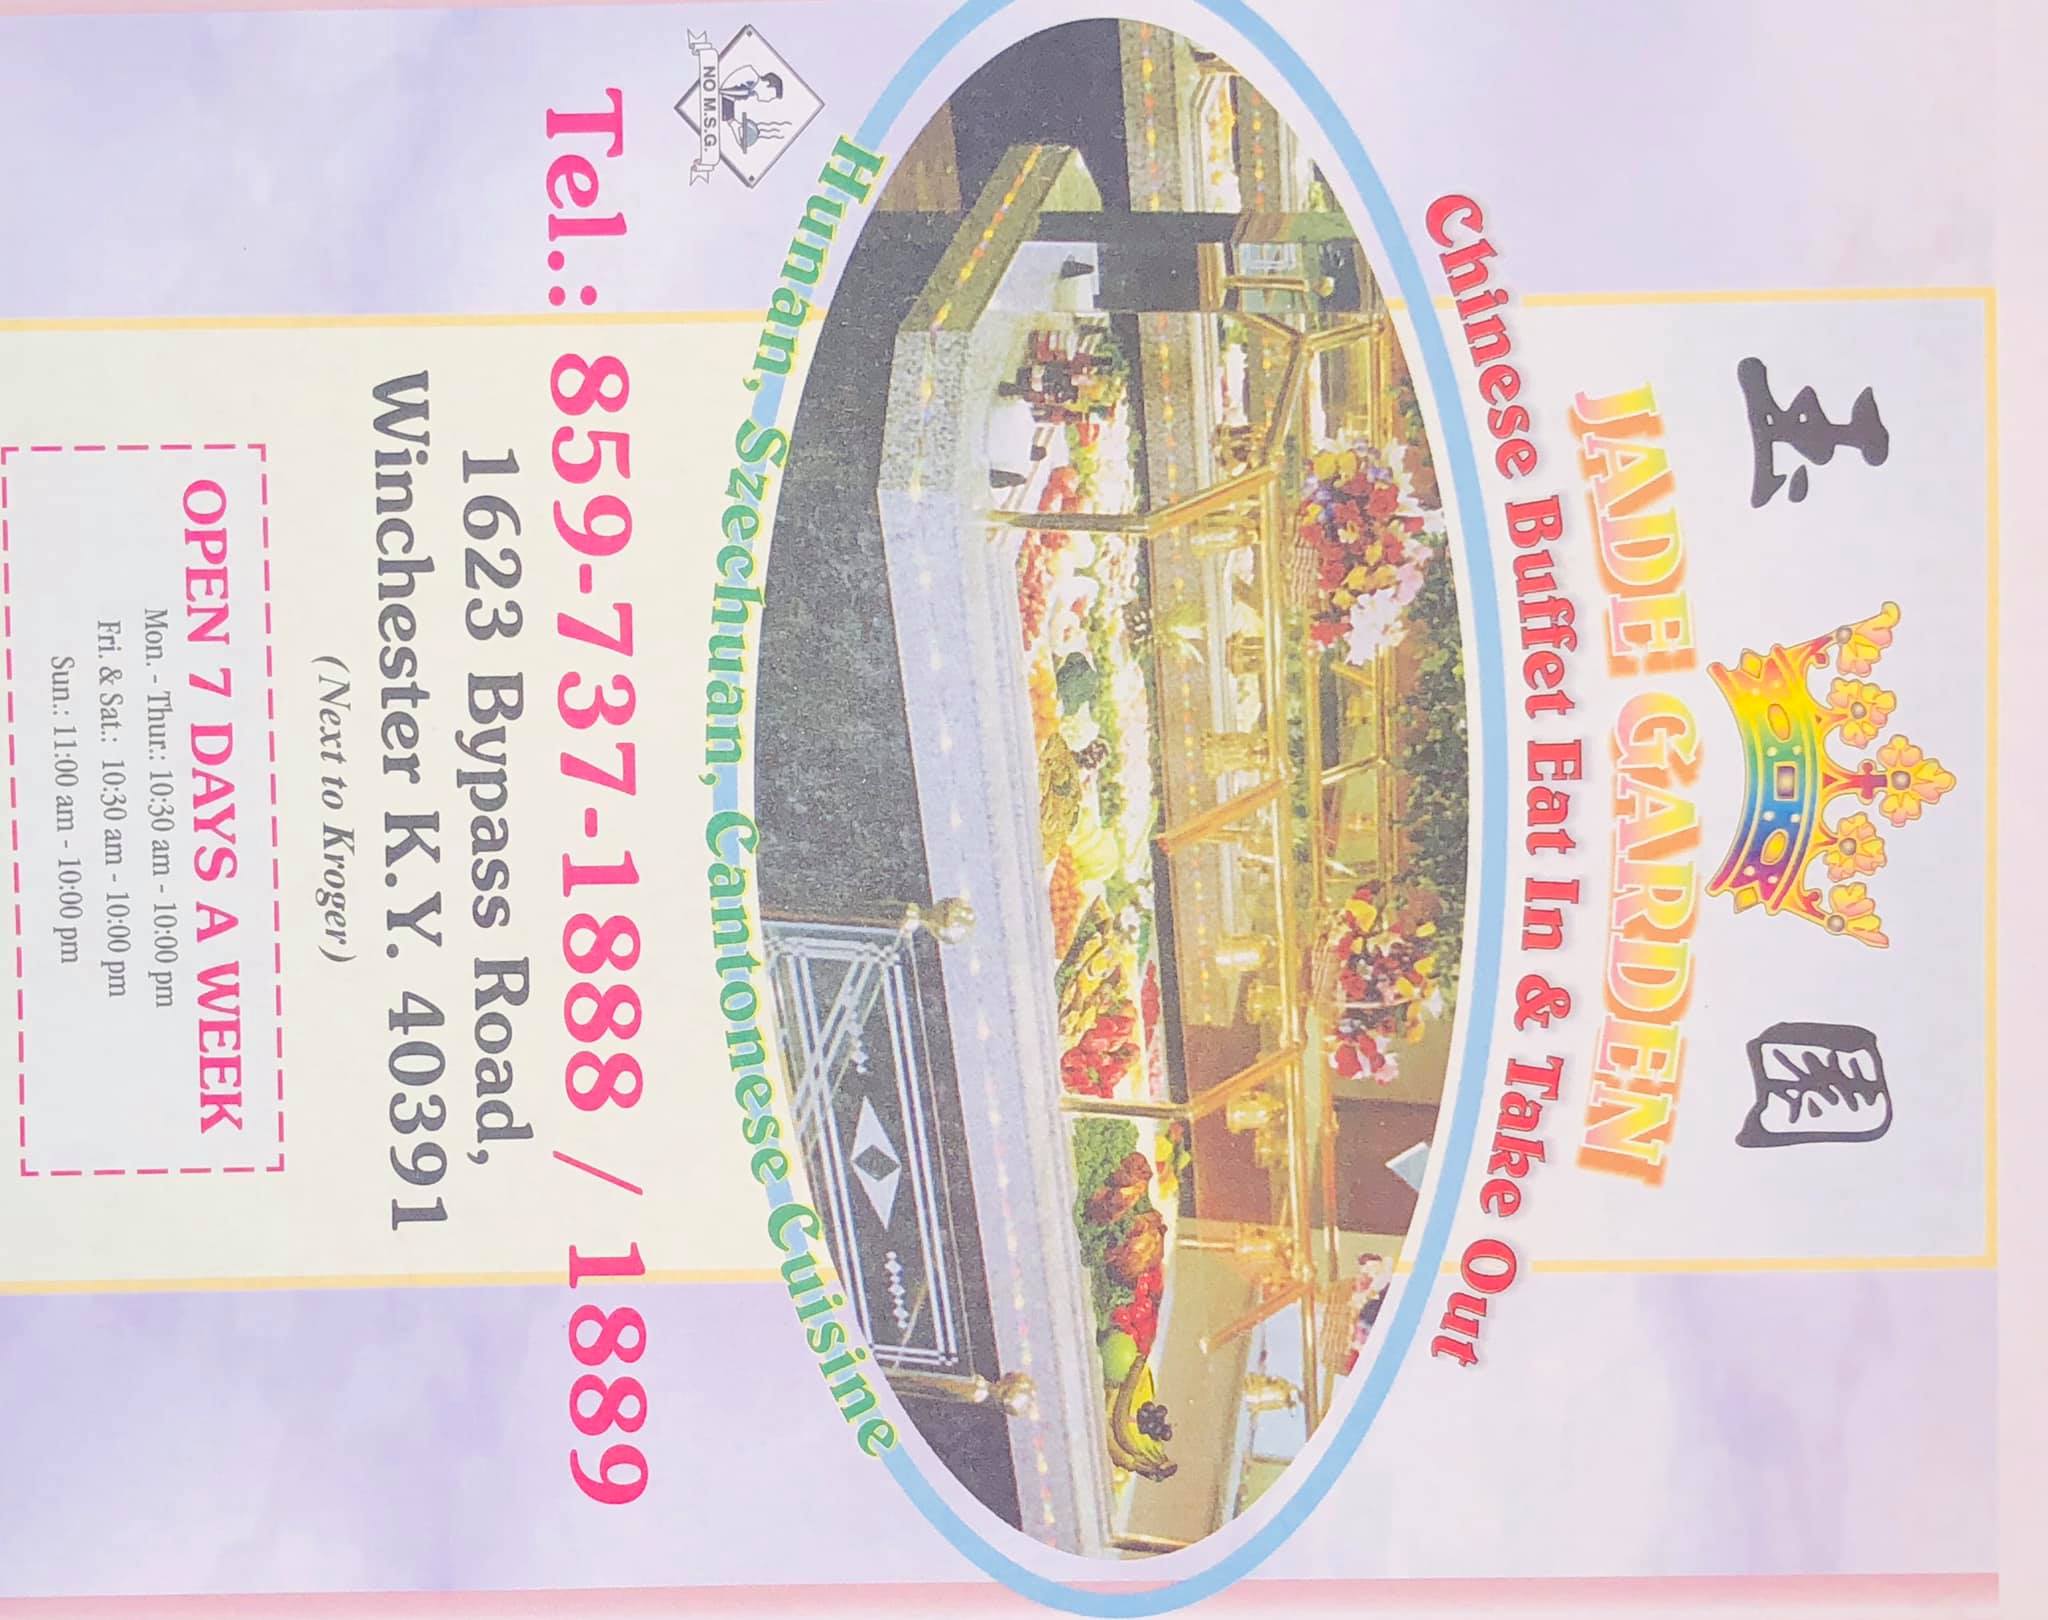 玉 園
JADE GARDEN
Chinese Buffet Eat In & Take Out
Hunan, Szechuan, Cantonese Cuisine
NO M.S.G.
Tel.: 859-737-1888 / 1889
1623 Bypass Road,
Winchester K.Y. 40391
(Next to Kroger)
OPEN 7 DAYS A WEEK
Mon. - Thur.: 10:30 am - 10:00 pm
Fri. & Sat.: 10:30 am - 10:00 pm
Sun.: 11:00 am - 10:00 pm